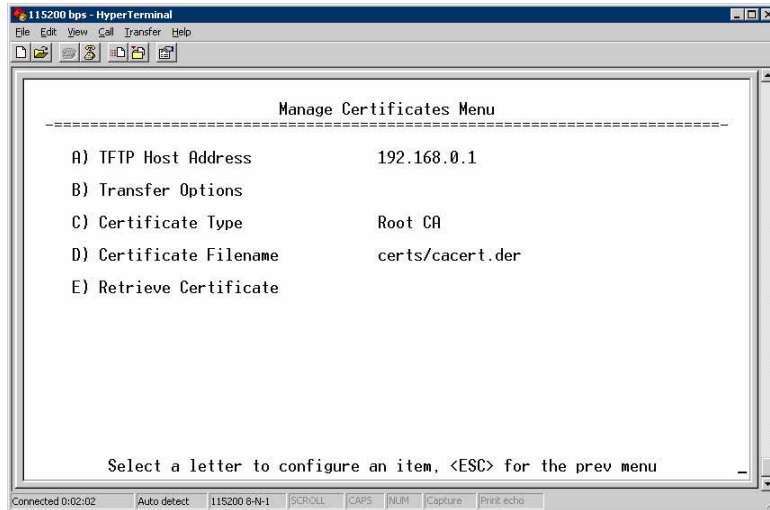 115200 bps - HyperTerminal
File Edit View Call Transfer Help
Manage Certificates Menu
-==========================================================================-
A) TFTP Host Address 192.168.0.1
B) Transfer Options
C) Certificate Type Root CA
D) Certificate Filename certs/cacert.der
E) Retrieve Certificate
Select a letter to configure an item, <ESC> for the prev menu
Connected 0:02:02 Auto detect 115200 8-N-1 SCROLL CAPS NUM Capture Print echo